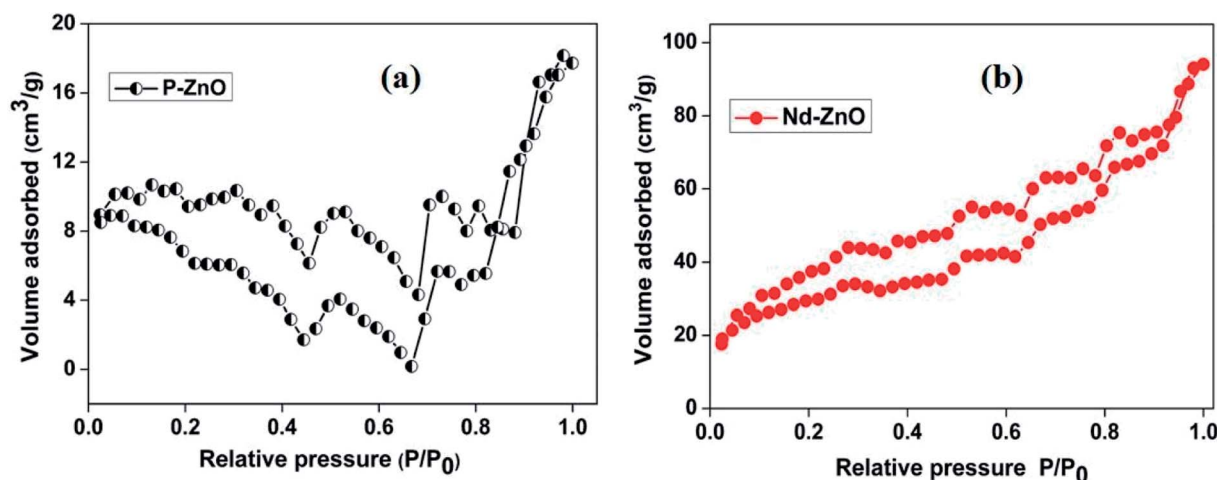 20
16
12
8
4
0
Volume adsorbed (cm³/g)
P-ZnO
(a)
0.0 0.2 0.4 0.6 0.8 1.0
Relative pressure (P/P₀)
100
80
60
40
20
0
Volume adsorbed (cm³/g)
Nd-ZnO
(b)
0.0 0.2 0.4 0.6 0.8 1.0
Relative pressure P/P₀